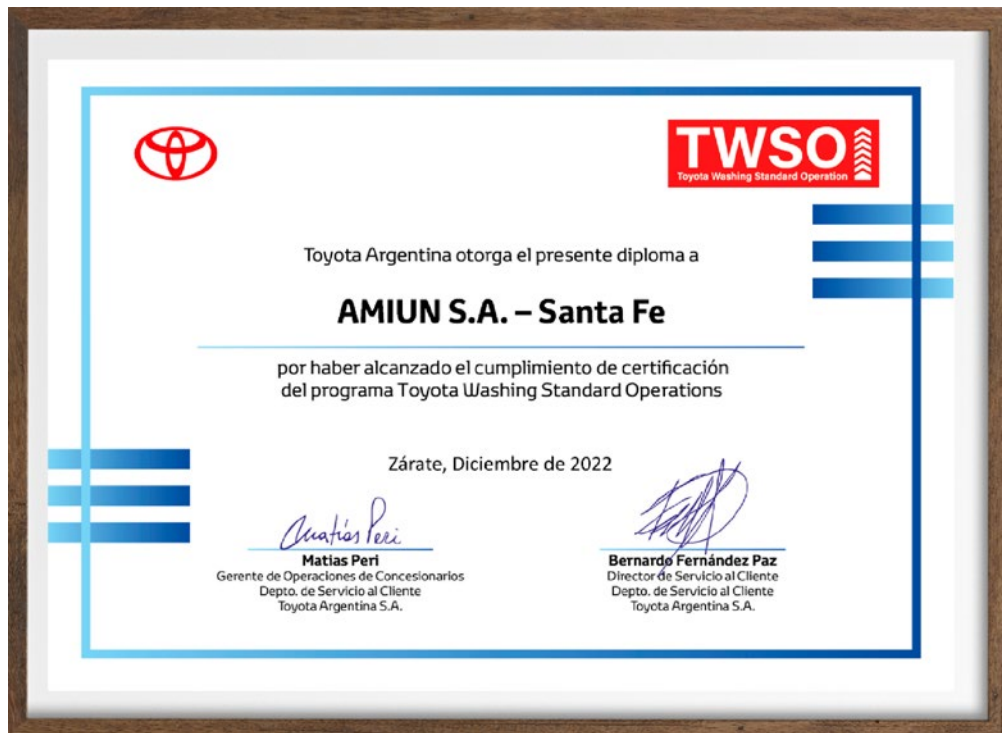 TWSO
Toyota Washing Standard Operation
Toyota Argentina otorga el presente diploma a
AMIUN S.A. – Santa Fe
por haber alcanzado el cumplimiento de certificación
del programa Toyota Washing Standard Operations
Zárate, Diciembre de 2022
Matías Peri
Matias Peri
Gerente de Operaciones de Concesionarios
Depto. de Servicio al Cliente
Toyota Argentina S.A.
Bernardo Fernández Paz
Director de Servicio al Cliente
Depto. de Servicio al Cliente
Toyota Argentina S.A.